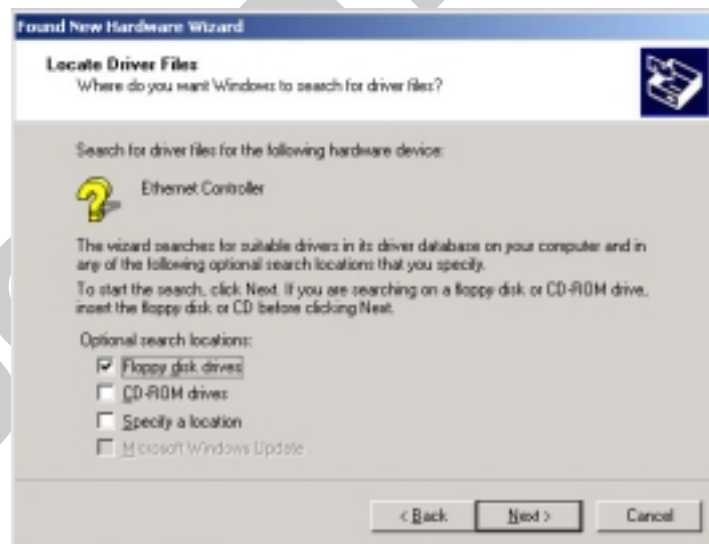 Found New Hardware Wizard
Locate Driver Files
Where do you want Windows to search for driver files?
Search for driver files for the following hardware device:
Ethernet Controller
The wizard searches for suitable drivers in its driver database on your computer and in
any of the following optional search locations that you specify.
To start the search, click Next. If you are searching on a floppy disk or CD-ROM drive,
insert the floppy disk or CD before clicking Next.
Optional search locations:
Floppy disk drives
CD-ROM drives
Specify a location
Microsoft Windows Update
< Back
Next >
Cancel